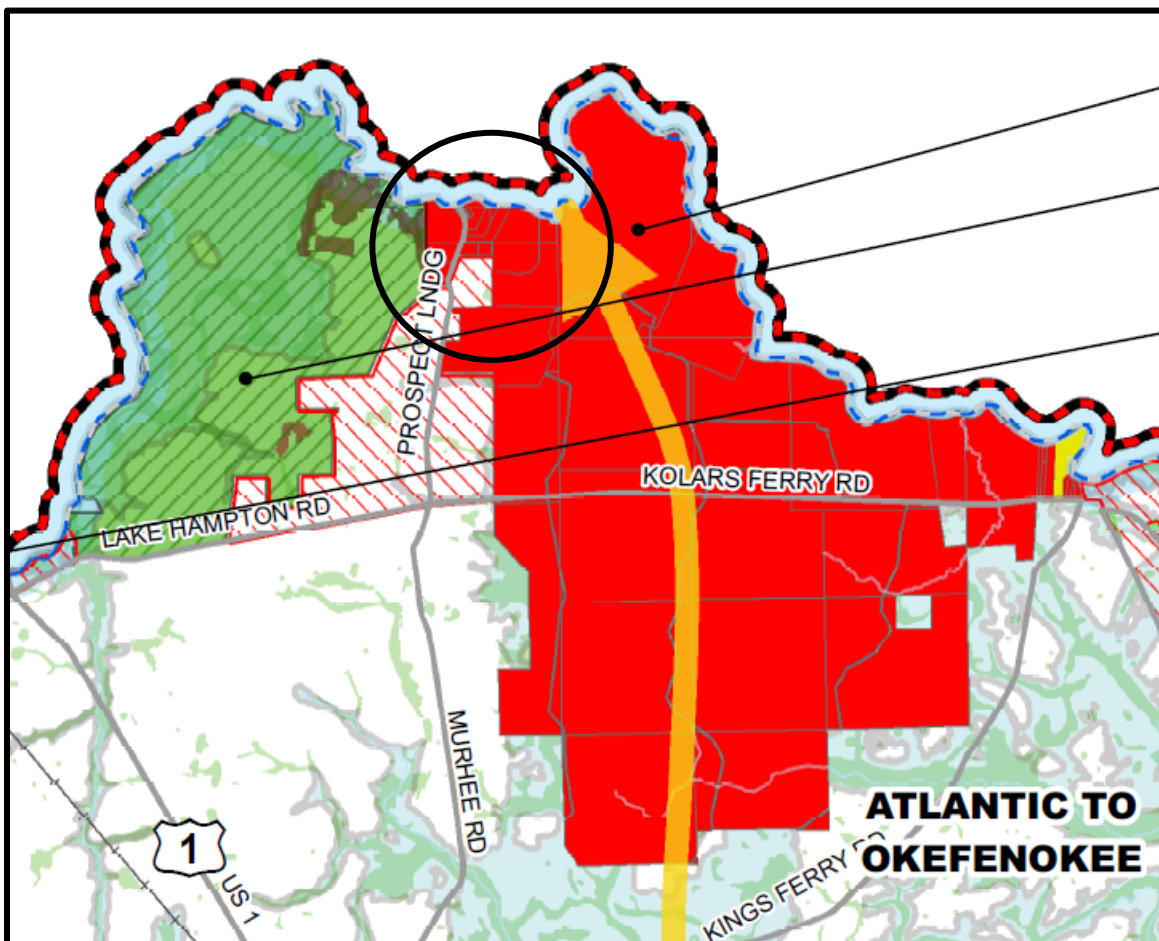 PROSPECT LNDG
KOLARS FERRY RD
LAKE HAMPTON RD
MURHEE RD
1
US 1
ATLANTIC TO
OKEFENOKEE
KINGS FERRY RD